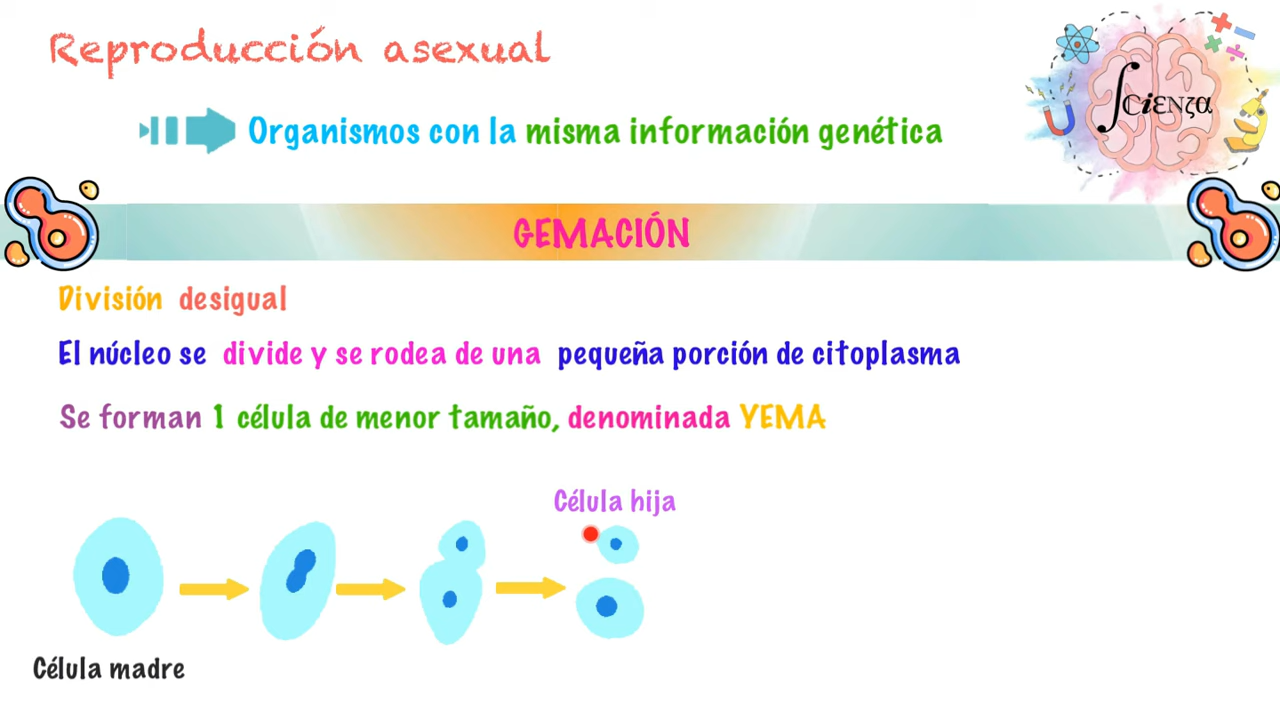 Reproducción asexual
Organismos con la misma información genética
SCiENζα
GEMACIÓN
División desigual
El núcleo se divide y se rodea de una pequeña porción de citoplasma
Se forman 1 célula de menor tamaño, denominada YEMA
Célula hija
Célula madre